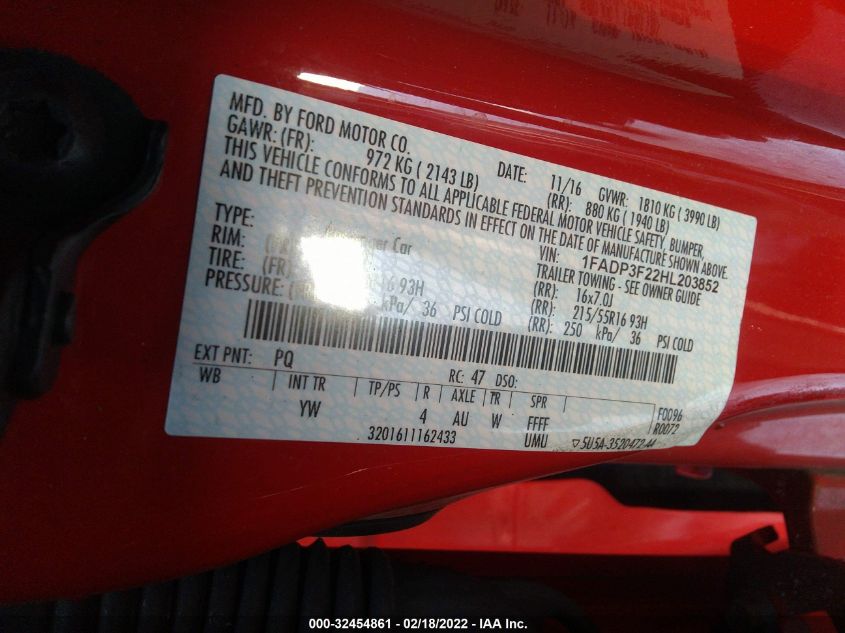 MFD. BY FORD MOTOR CO. DATE: 11/16 GVWR: 1810 KG ( 3990 LB)
GAWR: (FR): 972 KG ( 2143 LB) (RR): 880 KG ( 1940 LB)
THIS VEHICLE CONFORMS TO ALL APPLICABLE FEDERAL MOTOR VEHICLE SAFETY, BUMPER,
AND THEFT PREVENTION STANDARDS IN EFFECT ON THE DATE OF MANUFACTURE SHOWN ABOVE.
TYPE: Car VIN: 1FADP3F22HL203852
TRAILER TOWING - SEE OWNER GUIDE
RIM: (RR): 16x7.0J
TIRE: (FR) 93H (RR): 215/55R16 93H
PRESSURE: kPa/ 36 PSI COLD (RR): 250 kPa/ 36 PSI COLD
EXT PNT: PQ RC: 47 DSO:
WB INT TR TP/PS R AXLE TR SPR F0096
YW 4 AU W FFFF R0072
3201611162433 UMU
000-32454861 - 02/18/2022 - IAA Inc.